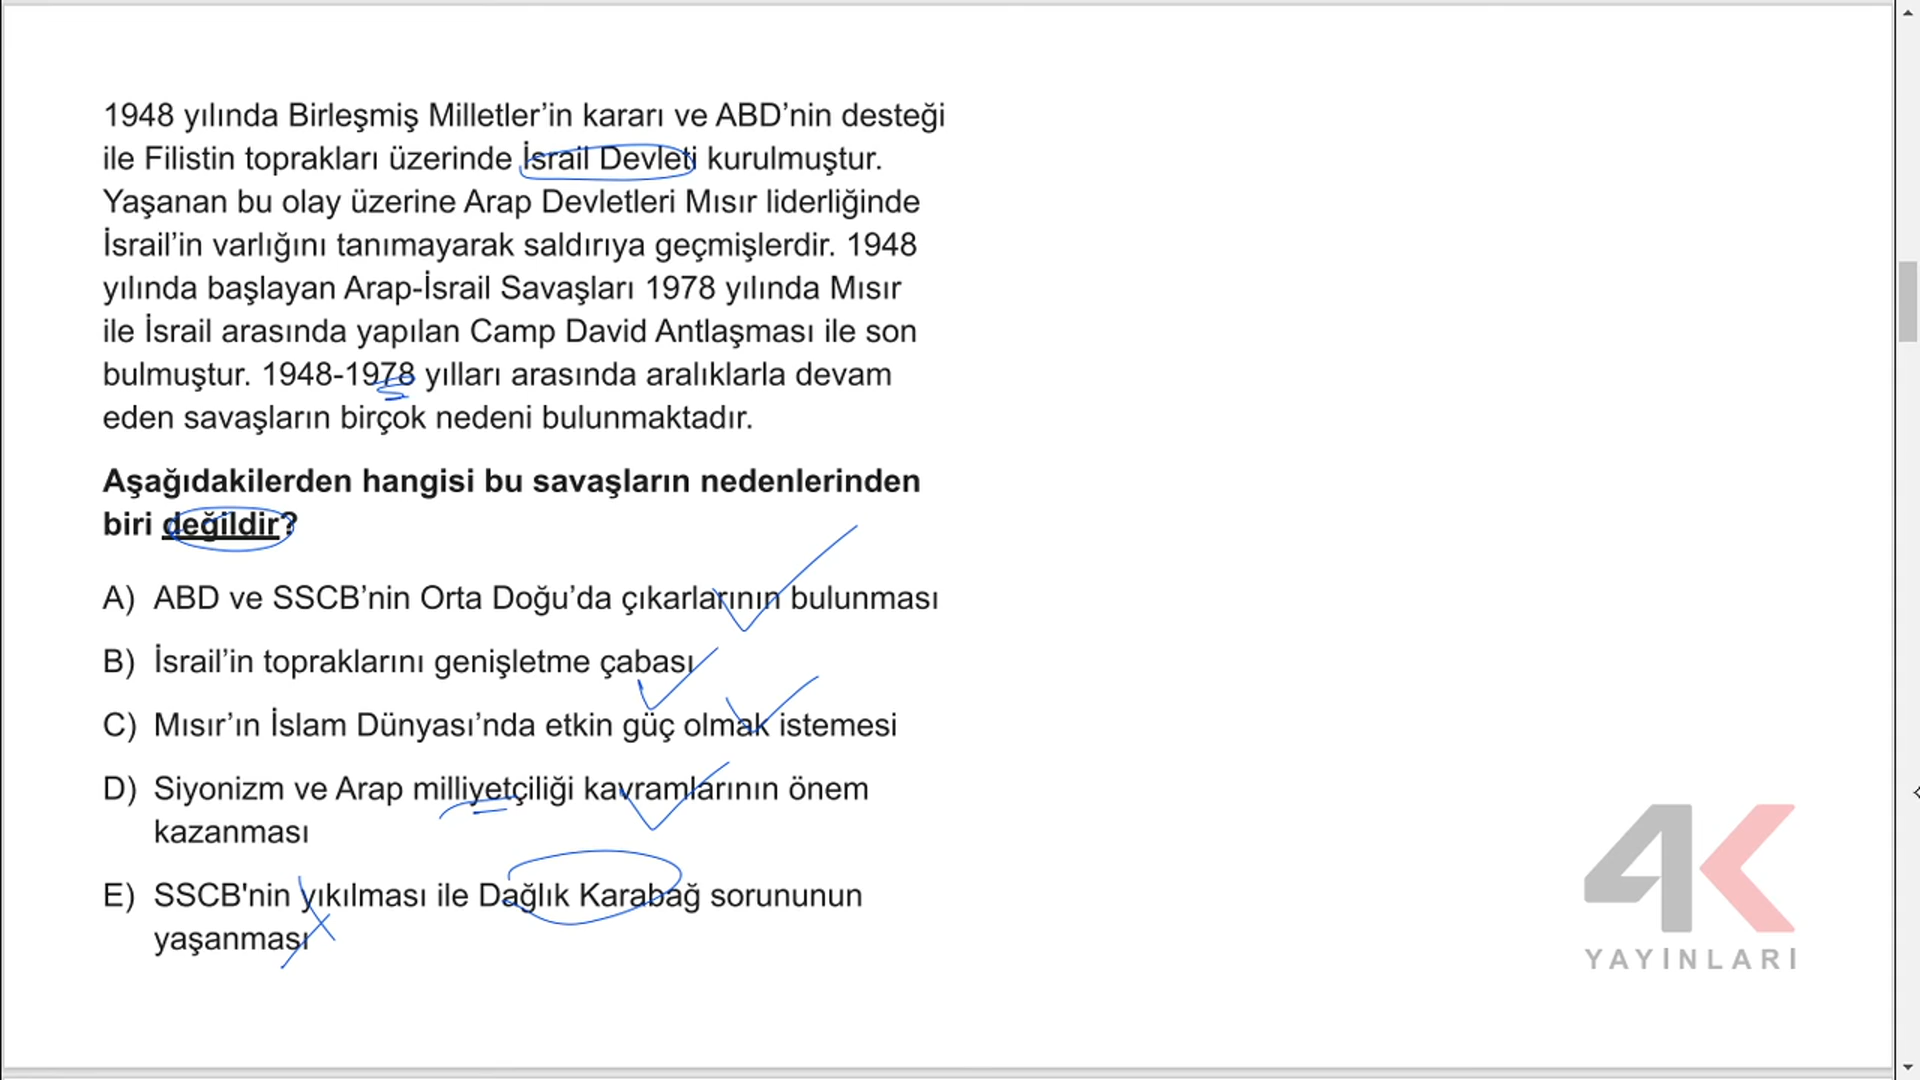 1948 yılında Birleşmiş Milletler’in kararı ve ABD’nin desteği
ile Filistin toprakları üzerinde İsrail Devleti kurulmuştur.
Yaşanan bu olay üzerine Arap Devletleri Mısır liderliğinde
İsrail’in varlığını tanımayarak saldırıya geçmişlerdir. 1948
yılında başlayan Arap-İsrail Savaşları 1978 yılında Mısır
ile İsrail arasında yapılan Camp David Antlaşması ile son
bulmuştur. 1948-1978 yılları arasında aralıklarla devam
eden savaşların birçok nedeni bulunmaktadır.
Aşağıdakilerden hangisi bu savaşların nedenlerinden
biri değildir?
A) ABD ve SSCB’nin Orta Doğu’da çıkarlarının bulunması
B) İsrail’in topraklarını genişletme çabası
C) Mısır’ın İslam Dünyası’nda etkin güç olmak istemesi
D) Siyonizm ve Arap milliyetçiliği kavramlarının önem
kazanması
E) SSCB'nin yıkılması ile Dağlık Karabağ sorununun
yaşanması
4K
YAYINLARI